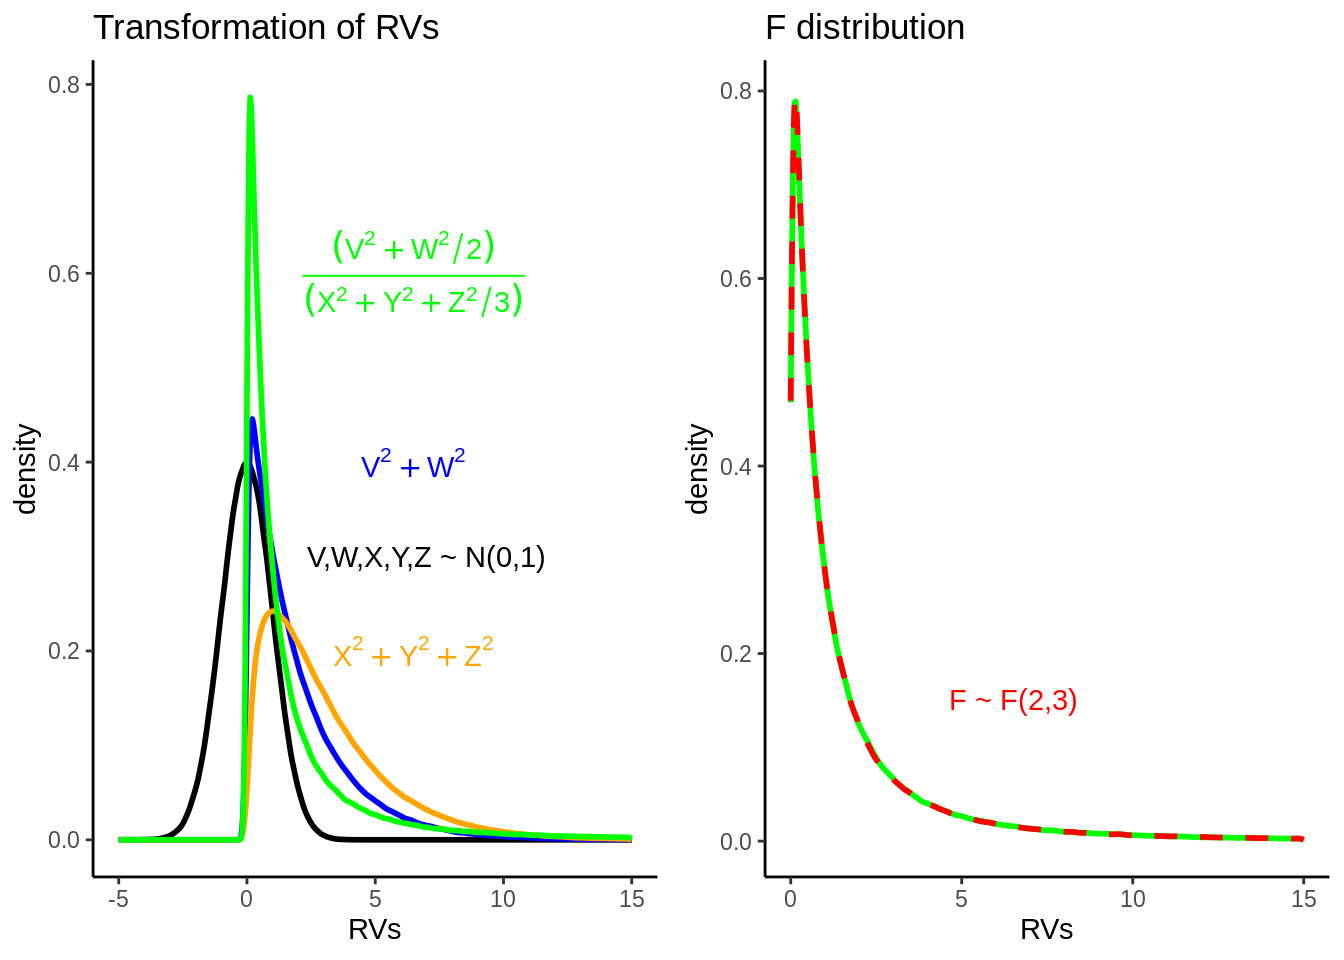 Transformation of RVs
density
0.8
0.6
0.4
0.2
0.0
(V² + W²/2)
(X² + Y² + Z²/3)
V² + W²
V,W,X,Y,Z ~ N(0,1)
X² + Y² + Z²
-5 0 5 10 15
RVs
F distribution
density
0.8
0.6
0.4
0.2
0.0
F ~ F(2,3)
0 5 10 15
RVs